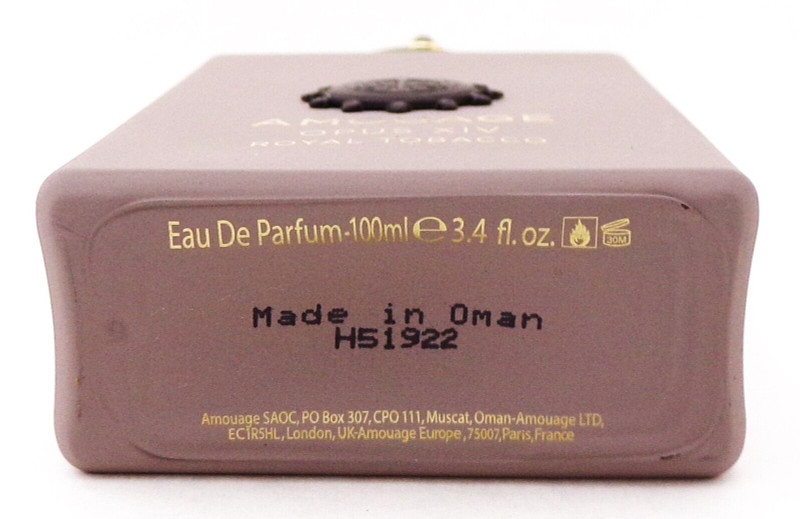 AMOUAGE
OPUS XIV
ROYAL TOBACCO
Eau De Parfum-100ml ℮ 3.4 fl. oz. 30M
Made in Oman
H51922
Amouage SAOC, PO Box 307, CPO 111, Muscat, Oman-Amouage LTD,
EC1R5HL, London, UK-Amouage Europe, 75007, Paris, France